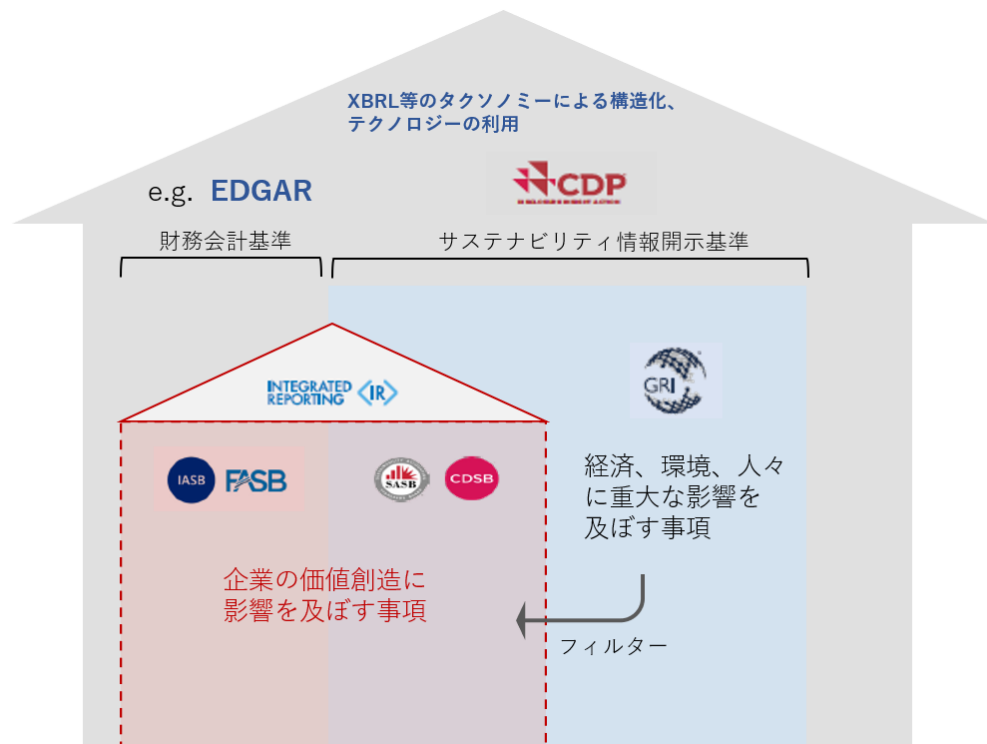 XBRL等のタクソノミーによる構造化、
テクノロジーの利用
e.g. EDGAR
CDP
DISCLOSURE INSIGHT ACTION
財務会計基準
サステナビリティ情報開示基準
INTEGRATED
REPORTING
<IR>
GRI
IASB
FASB
SASB
CDSB
経済、環境、人々
に重大な影響を
及ぼす事項
企業の価値創造に
影響を及ぼす事項
フィルター